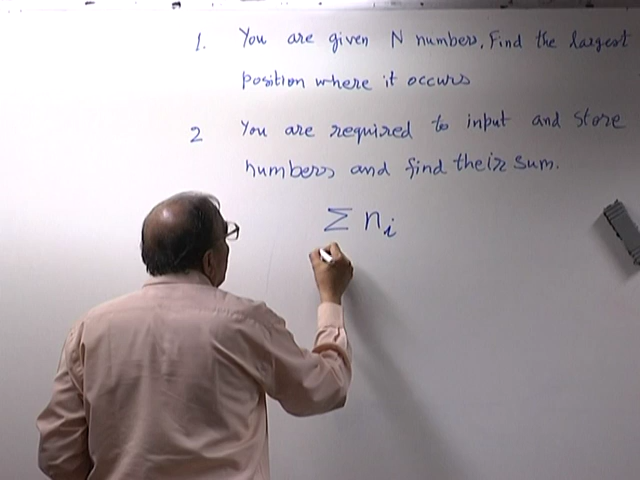 1. You are given N numbers. Find the largest
position where it occurs
2 You are required to input and store
numbers and find their sum.
Σ nᵢ